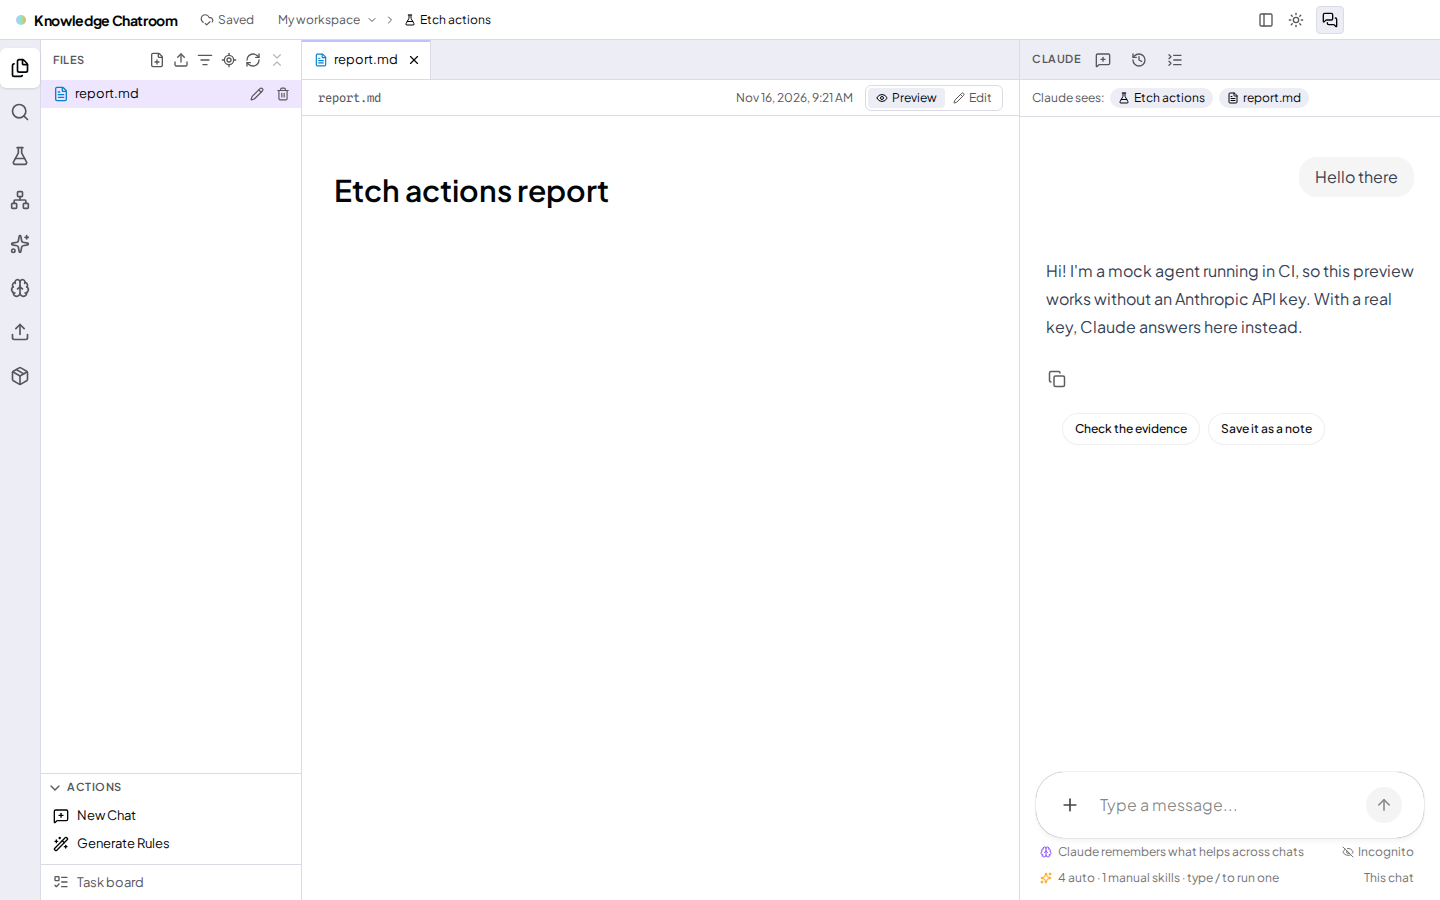 Knowledge Chatroom
Saved
My workspace
Etch actions
FILES
report.md
report.md
CLAUDE
report.md
Nov 16, 2026, 9:21 AM
Preview
Edit
Claude sees:
Etch actions
report.md
Etch actions report
Hello there
Hi! I'm a mock agent running in CI, so this preview
works without an Anthropic API key. With a real
key, Claude answers here instead.
Check the evidence
Save it as a note
ACTIONS
New Chat
Generate Rules
Task board
Type a message...
Claude remembers what helps across chats
Incognito
4 auto · 1 manual skills · type / to run one
This chat